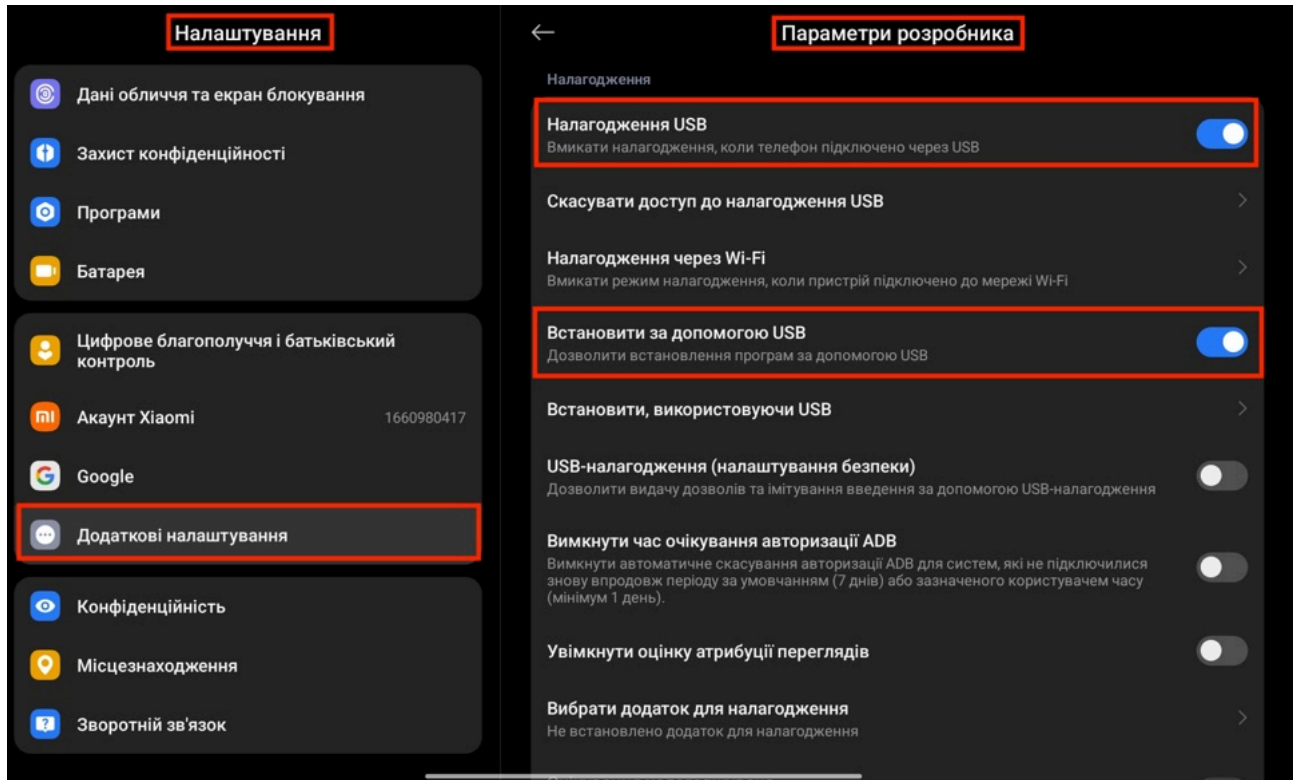 Налаштування
Дані обличчя та екран блокування
Захист конфіденційності
Програми
Батарея
Цифрове благополуччя і батьківський
контроль
Акаунт Xiaomi 1660980417
Google
Додаткові налаштування
Конфіденційність
Місцезнаходження
Зворотній зв'язок
Параметри розробника
Налагодження
Налагодження USB
Вмикати налагодження, коли телефон підключено через USB
Скасувати доступ до налагодження USB
Налагодження через Wi-Fi
Вмикати режим налагодження, коли пристрій підключено до мережі Wi-Fi
Встановити за допомогою USB
Дозволити встановлення програм за допомогою USB
Встановити, використовуючи USB
USB-налагодження (налаштування безпеки)
Дозволити видачу дозволів та імітування введення за допомогою USB-налагодження
Вимкнути час очікування авторизації ADB
Вимкнути автоматичне скасування авторизації ADB для систем, які не підключилися
знову впродовж періоду за умовчанням (7 днів) або зазначеного користувачем часу
(мінімум 1 день).
Увімкнути оцінку атрибуції переглядів
Вибрати додаток для налагодження
Не встановлено додаток для налагодження